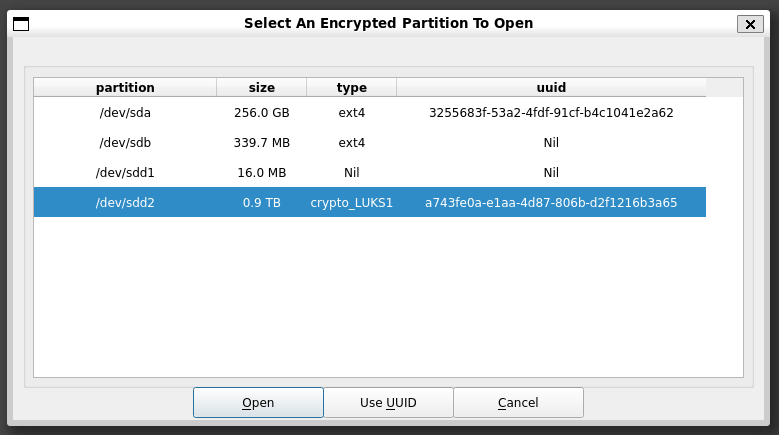 Select An Encrypted Partition To Open
partition size type uuid
/dev/sda 256.0 GB ext4 3255683f-53a2-4fdf-91cf-b4c1041e2a62
/dev/sdb 339.7 MB ext4 Nil
/dev/sdd1 16.0 MB Nil Nil
/dev/sdd2 0.9 TB crypto_LUKS1 a743fe0a-e1aa-4d87-806b-d2f1216b3a65
Open Use UUID Cancel